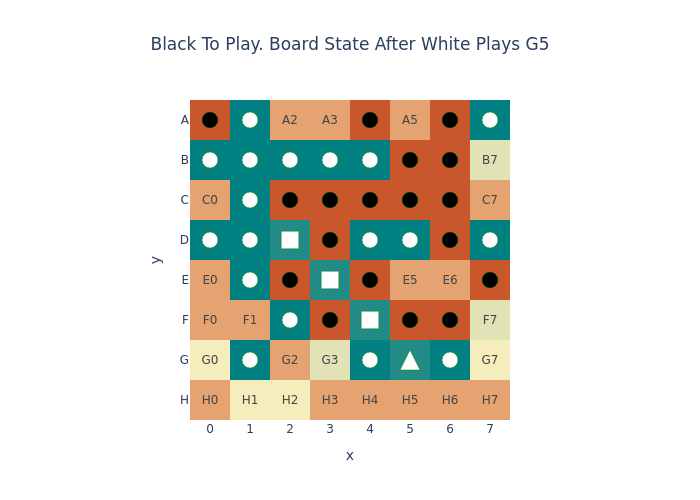 Black To Play. Board State After White Plays G5
A A2 A3 A5
B B7
C C0 C7
D
E E0 E5 E6
F F0 F1 F7
G G0 G2 G3 G7
H H0 H1 H2 H3 H4 H5 H6 H7
0 1 2 3 4 5 6 7
x
y